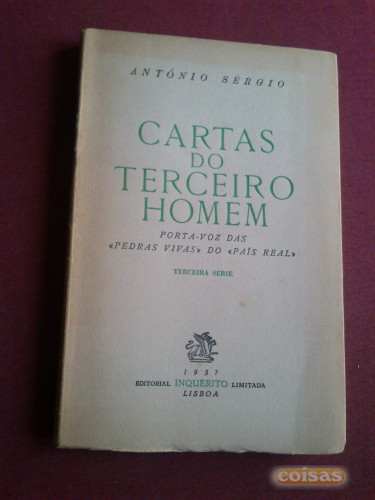 ANTÓNIO SÉRGIO
CARTAS
DO
TERCEIRO
HOMEM
PORTA-VOZ DAS
«PEDRAS VIVAS» DO «PAÍS REAL»
TERCEIRA SÉRIE
1957
EDITORIAL INQUÉRITO LIMITADA
LISBOA
coisas